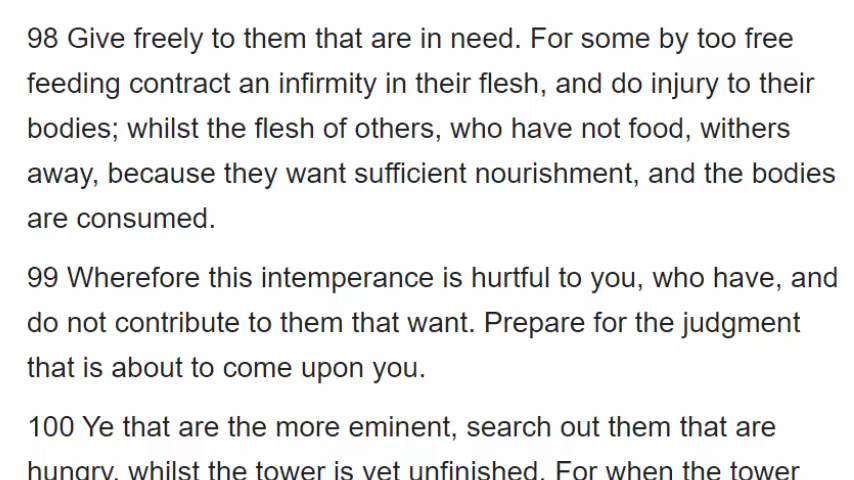 98 Give freely to them that are in need. For some by too free
feeding contract an infirmity in their flesh, and do injury to their
bodies; whilst the flesh of others, who have not food, withers
away, because they want sufficient nourishment, and the bodies
are consumed.
99 Wherefore this intemperance is hurtful to you, who have, and
do not contribute to them that want. Prepare for the judgment
that is about to come upon you.
100 Ye that are the more eminent, search out them that are
hungry, whilst the tower is yet unfinished. For when the tower